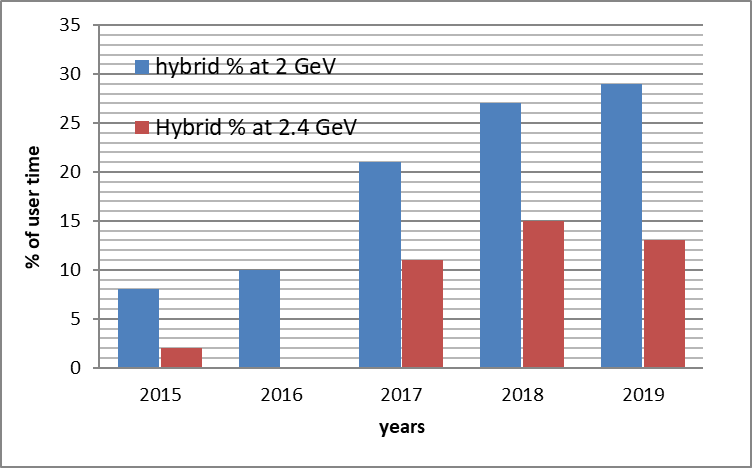 35
30
25
20
15
10
5
0
% of user time
hybrid % at 2 GeV
Hybrid % at 2.4 GeV
2015 2016 2017 2018 2019
years